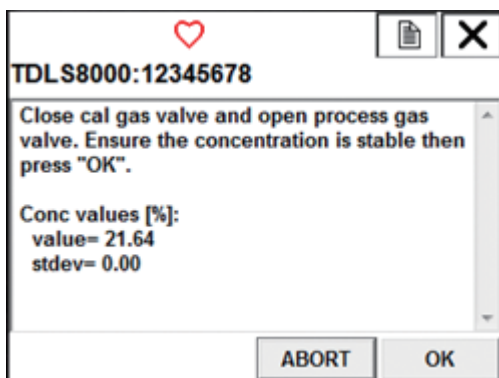 TDLS8000:12345678
Close cal gas valve and open process gas
valve. Ensure the concentration is stable then
press "OK".
Conc values [%]:
value= 21.64
stdev= 0.00
ABORT
OK